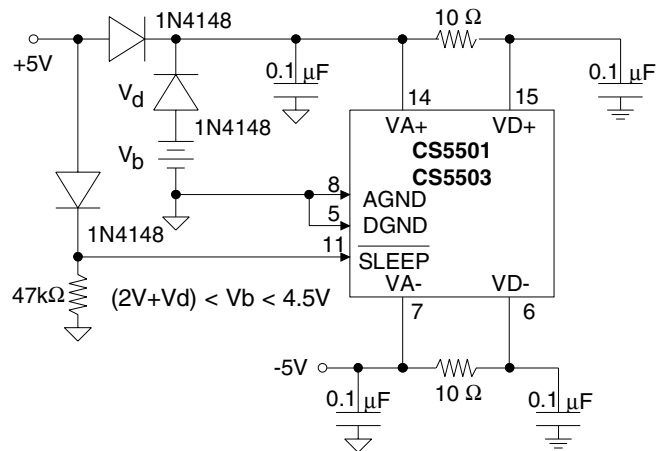 1N4148
10 Ω
+5V
0.1 µF
0.1 µF
Vd
14
15
1N4148
VA+
VD+
Vb
CS5501
CS5503
8
AGND
5
DGND
1N4148
11
SLEEP
47kΩ
(2V+Vd) < Vb < 4.5V
VA-
VD-
7
6
-5V
10 Ω
0.1 µF
0.1 µF